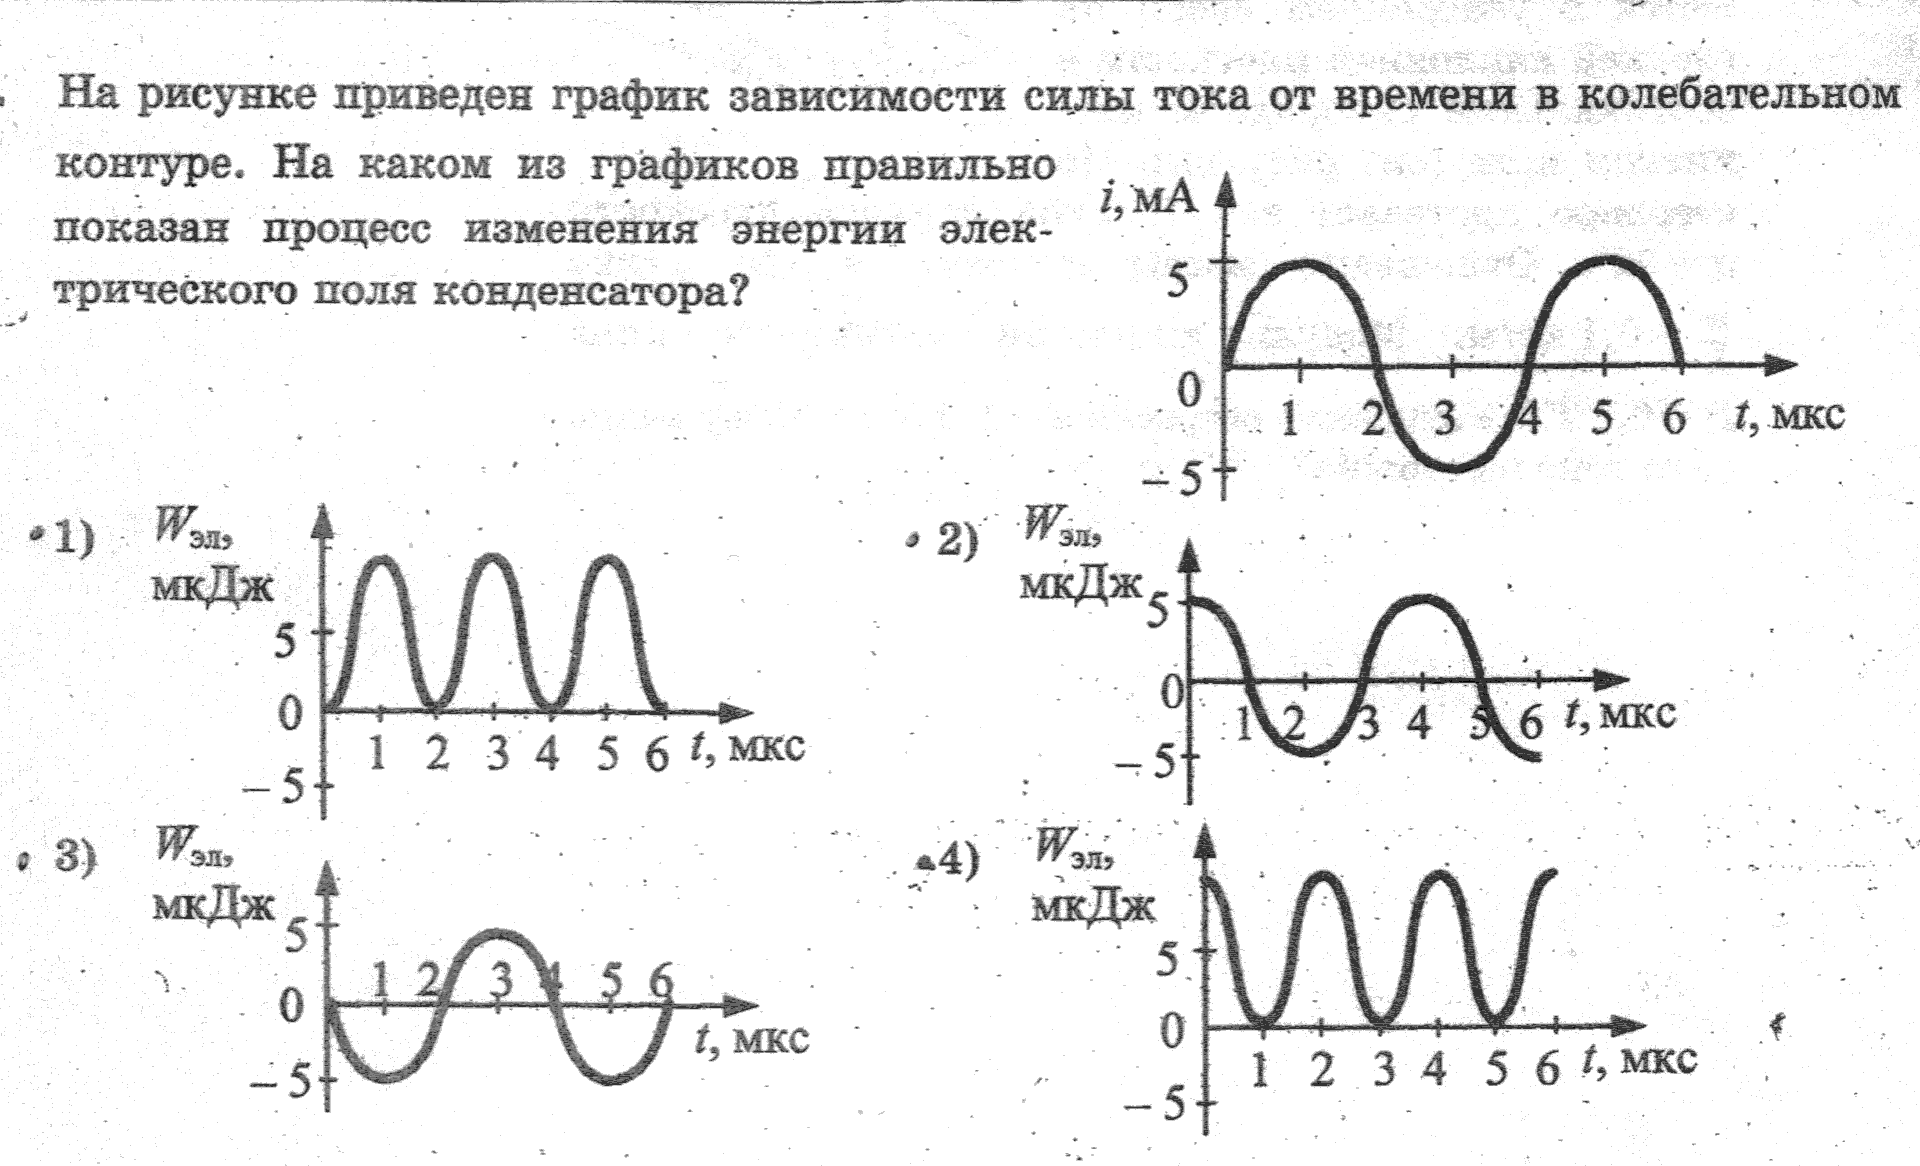 На рисунке приведен график зависимости силы тока от времени в колебательном
контуре. На каком из графиков правильно
показан процесс изменения энергии элек-
трического поля конденсатора?
i, мА
5
0
1 2 3 4 5 6 t, мкс
– 5
1) Wэл,
мкДж
5
0
1 2 3 4 5 6 t, мкс
– 5
2) Wэл,
мкДж
5
0
1 2 3 4 5 6 t, мкс
– 5
3) Wэл,
мкДж
5
1 2 3 4 5 6
0
t, мкс
– 5
4) Wэл,
мкДж
5
0
1 2 3 4 5 6 t, мкс
– 5